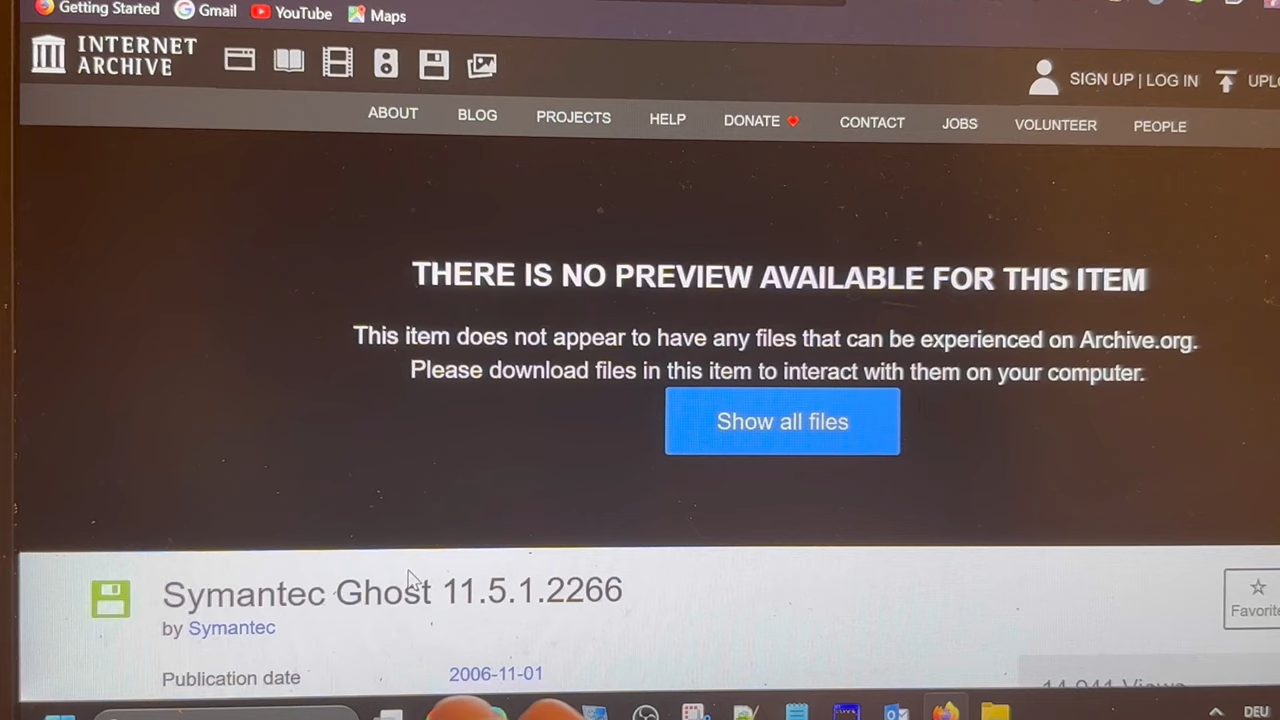 Getting Started Gmail YouTube Maps
INTERNET
ARCHIVE
SIGN UP | LOG IN
ABOUT BLOG PROJECTS HELP DONATE CONTACT JOBS VOLUNTEER PEOPLE
THERE IS NO PREVIEW AVAILABLE FOR THIS ITEM
This item does not appear to have any files that can be experienced on Archive.org.
Please download files in this item to interact with them on your computer.
Show all files
Symantec Ghost 11.5.1.2266
by Symantec
Publication date 2006-11-01
DEU